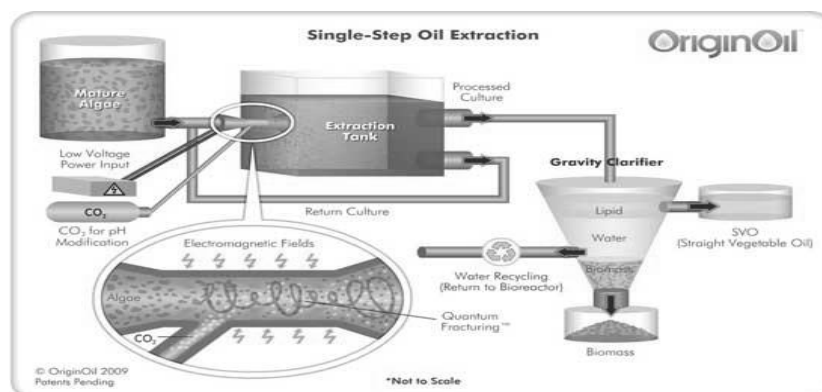 Single-Step Oil Extraction
ORIGINOIL™
Mature
Algae
Processed
Culture
Extraction
Tank
Low Voltage
Power Input
Gravity Clarifier
CO₂
Return Culture
CO₂ for pH
Modification
Lipid
SVO
(Straight Vegetable Oil)
Electromagnetic Fields
Water
Algae
Water Recycling
(Return to Bioreactor)
Biomass
Quantum
Fracturing™
CO₂
Biomass
© OriginOil 2009
Patents Pending
*Not to Scale